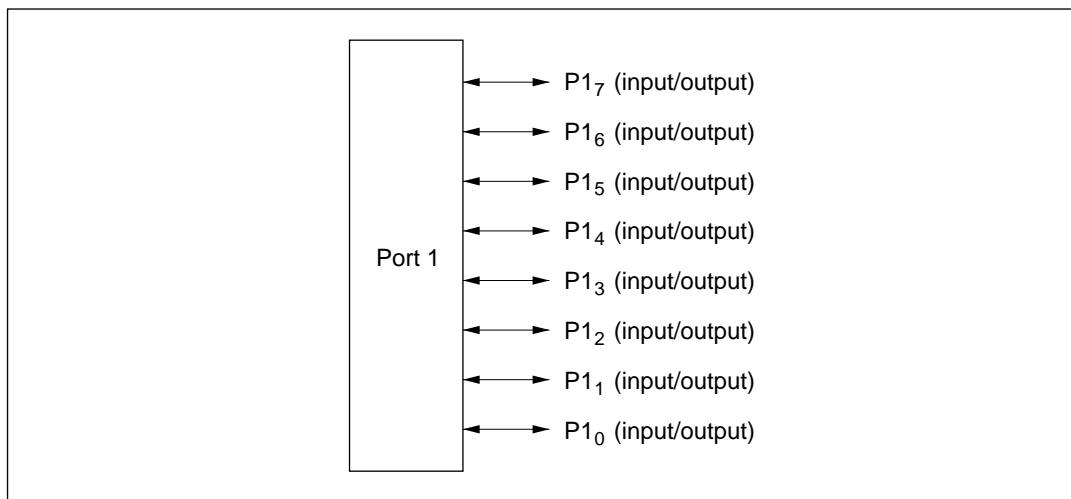 P1₇ (input/output)
P1₆ (input/output)
P1₅ (input/output)
P1₄ (input/output)
Port 1
P1₃ (input/output)
P1₂ (input/output)
P1₁ (input/output)
P1₀ (input/output)